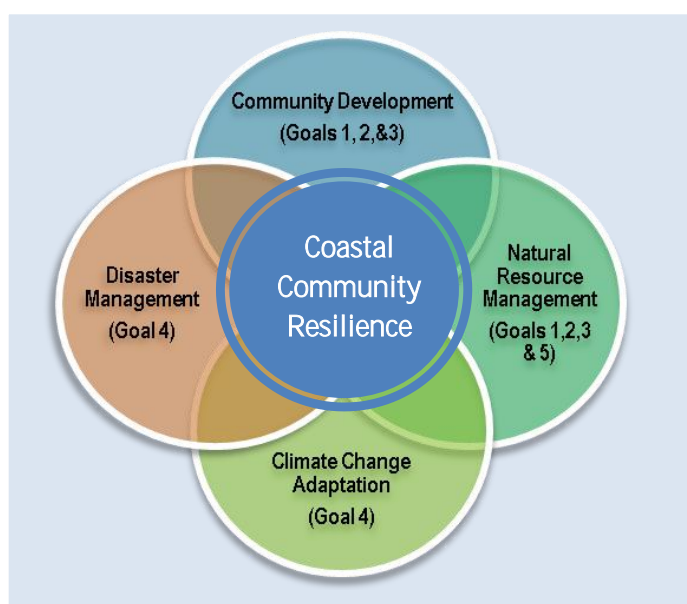 Community Development
(Goals 1, 2,&3)
Coastal
Community
Resilience
Disaster
Management
(Goal 4)
Natural
Resource
Management
(Goals 1,2,3
& 5)
Climate Change
Adaptation
(Goal 4)